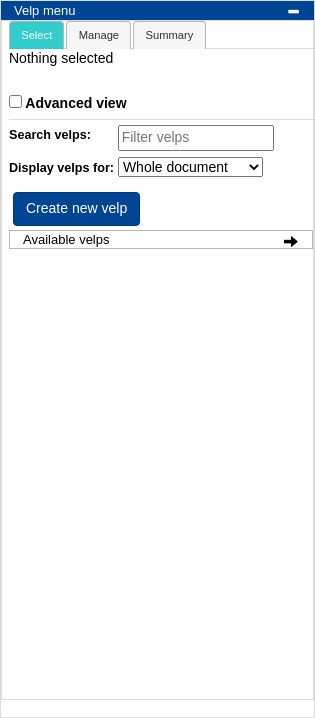 Velp menu
Select Manage Summary
Nothing selected
Advanced view
Search velps: Filter velps
Display velps for: Whole document
Create new velp
Available velps